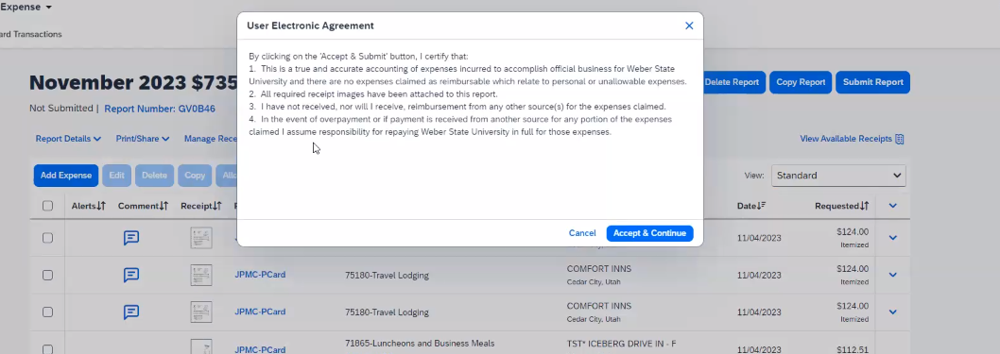 Expense
ard Transactions
User Electronic Agreement
By clicking on the 'Accept & Submit' button, I certify that:
1. This is a true and accurate accounting of expenses incurred to accomplish official business for Weber State
University and there are no expenses claimed as reimbursable which relate to personal or unallowable expenses.
2. All required receipt images have been attached to this report.
3. I have not received, nor will I receive, reimbursement from any other source(s) for the expenses claimed.
4. In the event of overpayment or if payment is received from another source for any portion of the expenses
claimed I assume responsibility for repaying Weber State University in full for those expenses.
Cancel Accept & Continue
November 2023 $735
Delete Report Copy Report Submit Report
Not Submitted | Report Number: GV0B46
Report Details Print/Share Manage Rece
View Available Receipts
Add Expense Edit Delete Copy Allo
View: Standard
Alerts Comment Receipt Date Requested
11/04/2023 $124.00
Itemized
JPMC-PCard 75180-Travel Lodging COMFORT INNS 11/04/2023 $124.00
Cedar City, Utah Itemized
JPMC-PCard 75180-Travel Lodging COMFORT INNS 11/04/2023 $124.00
Cedar City, Utah Itemized
JPMC-PCard 71865-Luncheons and Business Meals TST* ICEBERG DRIVE IN - F 11/04/2023 $112.51